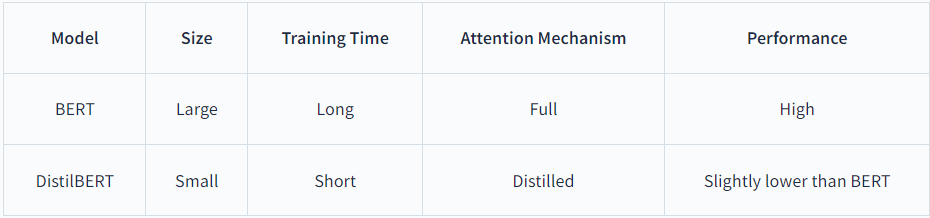 Model Size Training Time Attention Mechanism Performance
BERT Large Long Full High
DistilBERT Small Short Distilled Slightly lower than BERT